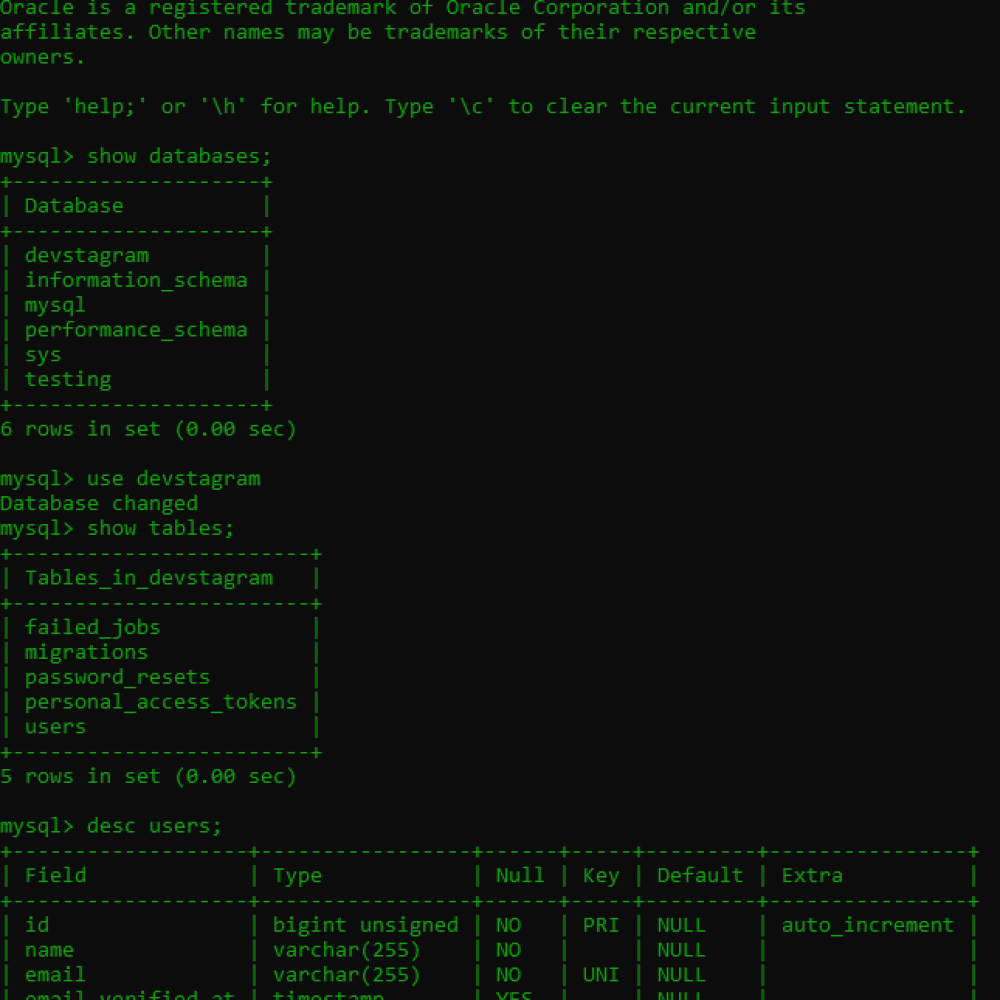 Oracle is a registered trademark of Oracle Corporation and/or its
affiliates. Other names may be trademarks of their respective
owners.

Type 'help;' or '\h' for help. Type '\c' to clear the current input statement.

mysql> show databases;
+--------------------+
| Database           |
+--------------------+
| devstagram         |
| information_schema |
| mysql              |
| performance_schema |
| sys                |
| testing            |
+--------------------+
6 rows in set (0.00 sec)

mysql> use devstagram
Database changed
mysql> show tables;
+------------------------+
| Tables_in_devstagram   |
+------------------------+
| failed_jobs            |
| migrations             |
| password_resets        |
| personal_access_tokens |
| users                  |
+------------------------+
5 rows in set (0.00 sec)

mysql> desc users;
+-------------------+-----------------+------+-----+---------+----------------+
| Field             | Type            | Null | Key | Default | Extra          |
+-------------------+-----------------+------+-----+---------+----------------+
| id                | bigint unsigned | NO   | PRI | NULL    | auto_increment |
| name              | varchar(255)    | NO   |     | NULL    |                |
| email             | varchar(255)    | NO   | UNI | NULL    |                |
| email_verified_at | timestamp       | YES  |     | NULL    |                |